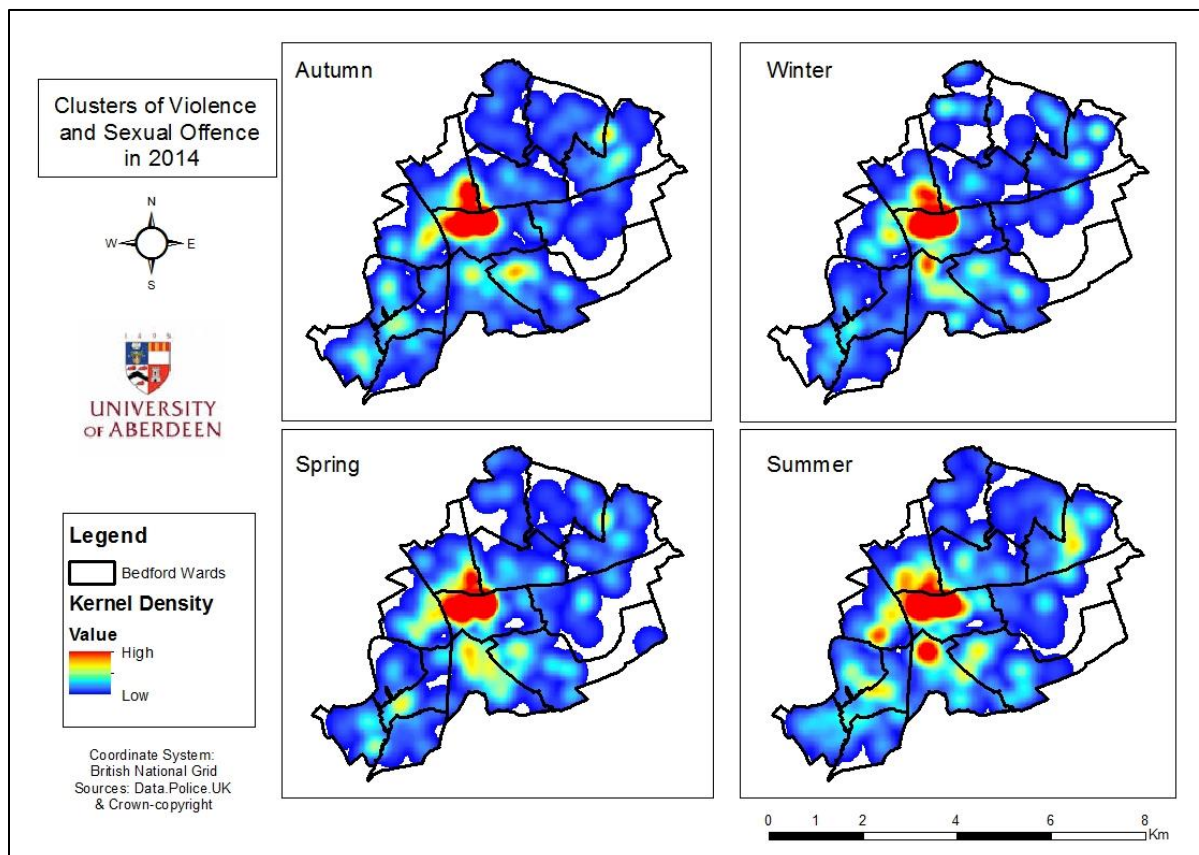 Clusters of Violence
and Sexual Offence
in 2014
N
W
E
S
1495
UNIVERSITY
OF ABERDEEN
Legend
Bedford Wards
Kernel Density
Value
High
Low
Coordinate System:
British National Grid
Sources: Data.Police.UK
& Crown-copyright
Autumn
Winter
Spring
Summer
0 1 2 4 6 8
Km